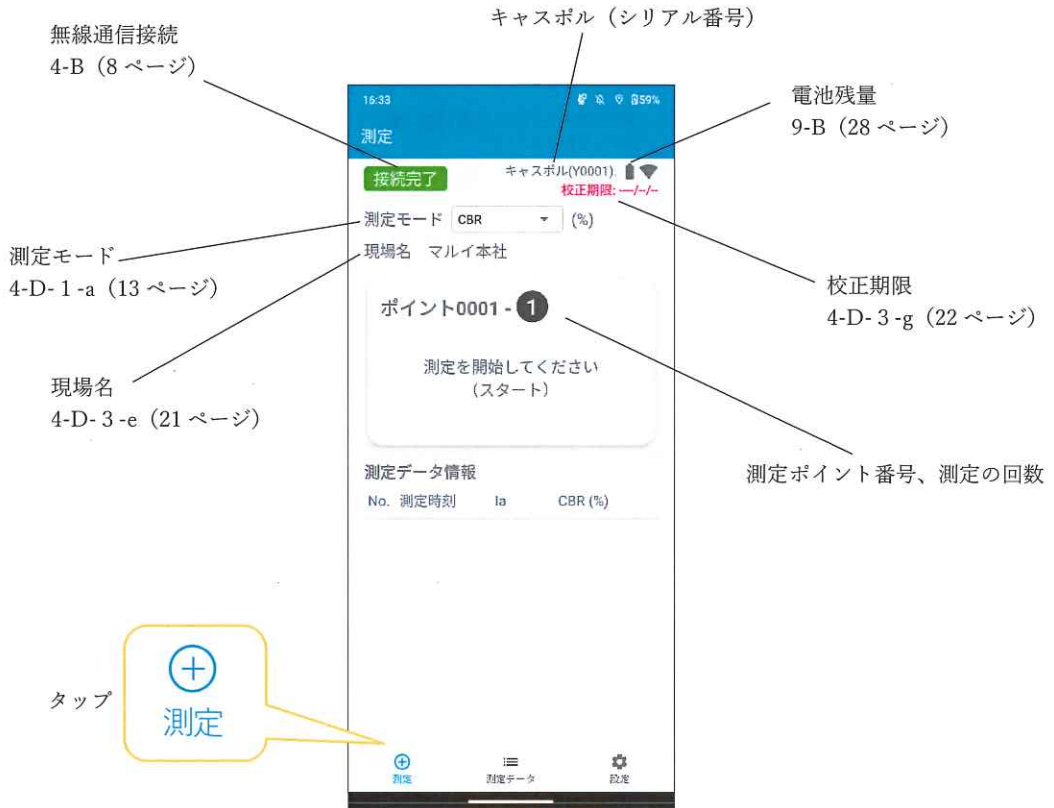 キャスポル（シリアル番号）
無線通信接続
4-B（8 ページ）
電池残量
9-B（28 ページ）
16:33
59%
測定
接続完了
キャスポル(Y0001).
校正期限: ----/--/--
測定モード CBR (%)
現場名 マルイ本社
測定モード
4-D-1-a（13 ページ）
校正期限
4-D-3-g（22 ページ）
ポイント0001 - 1
測定を開始してください
（スタート）
現場名
4-D-3-e（21 ページ）
測定ポイント番号、測定の回数
測定データ情報
No. 測定時刻 Ia CBR (%)
タップ
測定
測定 測定データ 設定